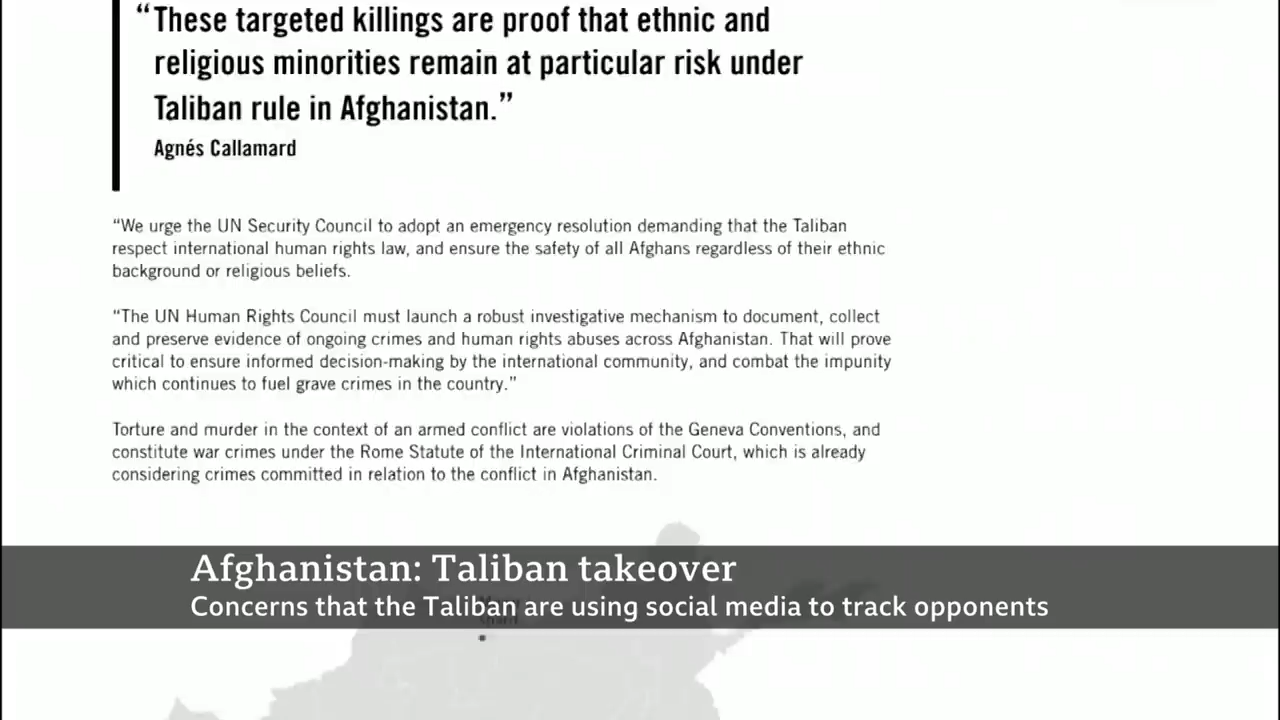 “These targeted killings are proof that ethnic and
religious minorities remain at particular risk under
Taliban rule in Afghanistan.”
Agnés Callamard
“We urge the UN Security Council to adopt an emergency resolution demanding that the Taliban
respect international human rights law, and ensure the safety of all Afghans regardless of their ethnic
background or religious beliefs.
“The UN Human Rights Council must launch a robust investigative mechanism to document, collect
and preserve evidence of ongoing crimes and human rights abuses across Afghanistan. That will prove
critical to ensure informed decision-making by the international community, and combat the impunity
which continues to fuel grave crimes in the country.”
Torture and murder in the context of an armed conflict are violations of the Geneva Conventions, and
constitute war crimes under the Rome Statute of the International Criminal Court, which is already
considering crimes committed in relation to the conflict in Afghanistan.
Afghanistan: Taliban takeover
Concerns that the Taliban are using social media to track opponents